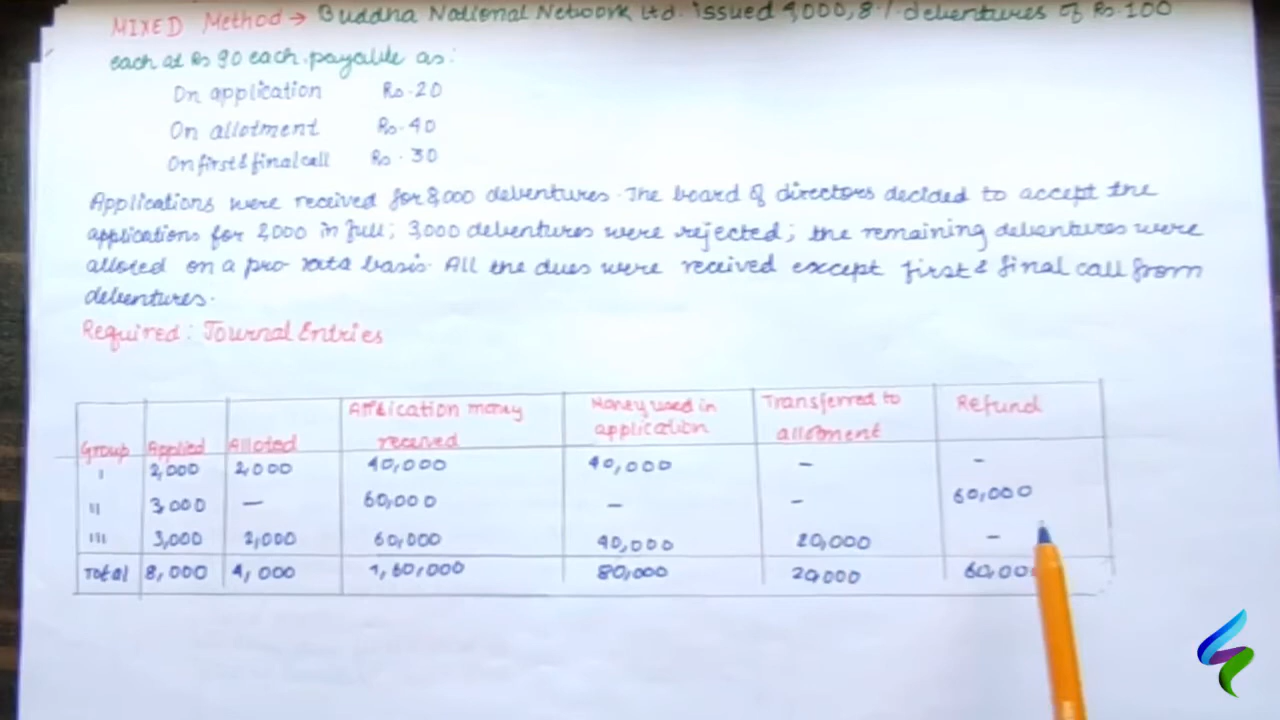 MIXED Method → Buddha National Network Ltd. issued 4,000, 8% debentures of Rs. 100
each at Rs 90 each payable as:
On application Rs. 20
On allotment Rs. 40
On first & final call Rs. 30
Applications were received for 8,000 debentures. The board of directors decided to accept the
applications for 2,000 in full; 3,000 debentures were rejected; the remaining debentures were
alloted on a pro rata basis. All the dues were received except first & final call from
debentures.
Required: Journal Entries
Group Applied Alloted Application money received Money used in application Transferred to allotment Refund
I 2,000 2,000 40,000 40,000 - -
II 3,000 - 60,000 - - 60,000
III 3,000 2,000 60,000 40,000 20,000 -
Total 8,000 4,000 1,60,000 80,000 20,000